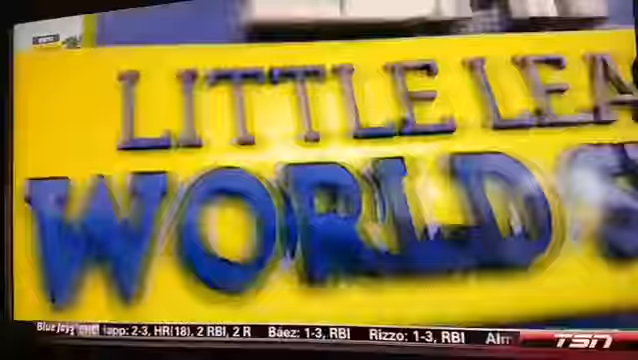 LITTLE LEA
WORLD S
Blue Jays app: 2-3, HR(18), 2 RBI, 2 R Báez: 1-3, RBI Rizzo: 1-3, RBI Alm TSN